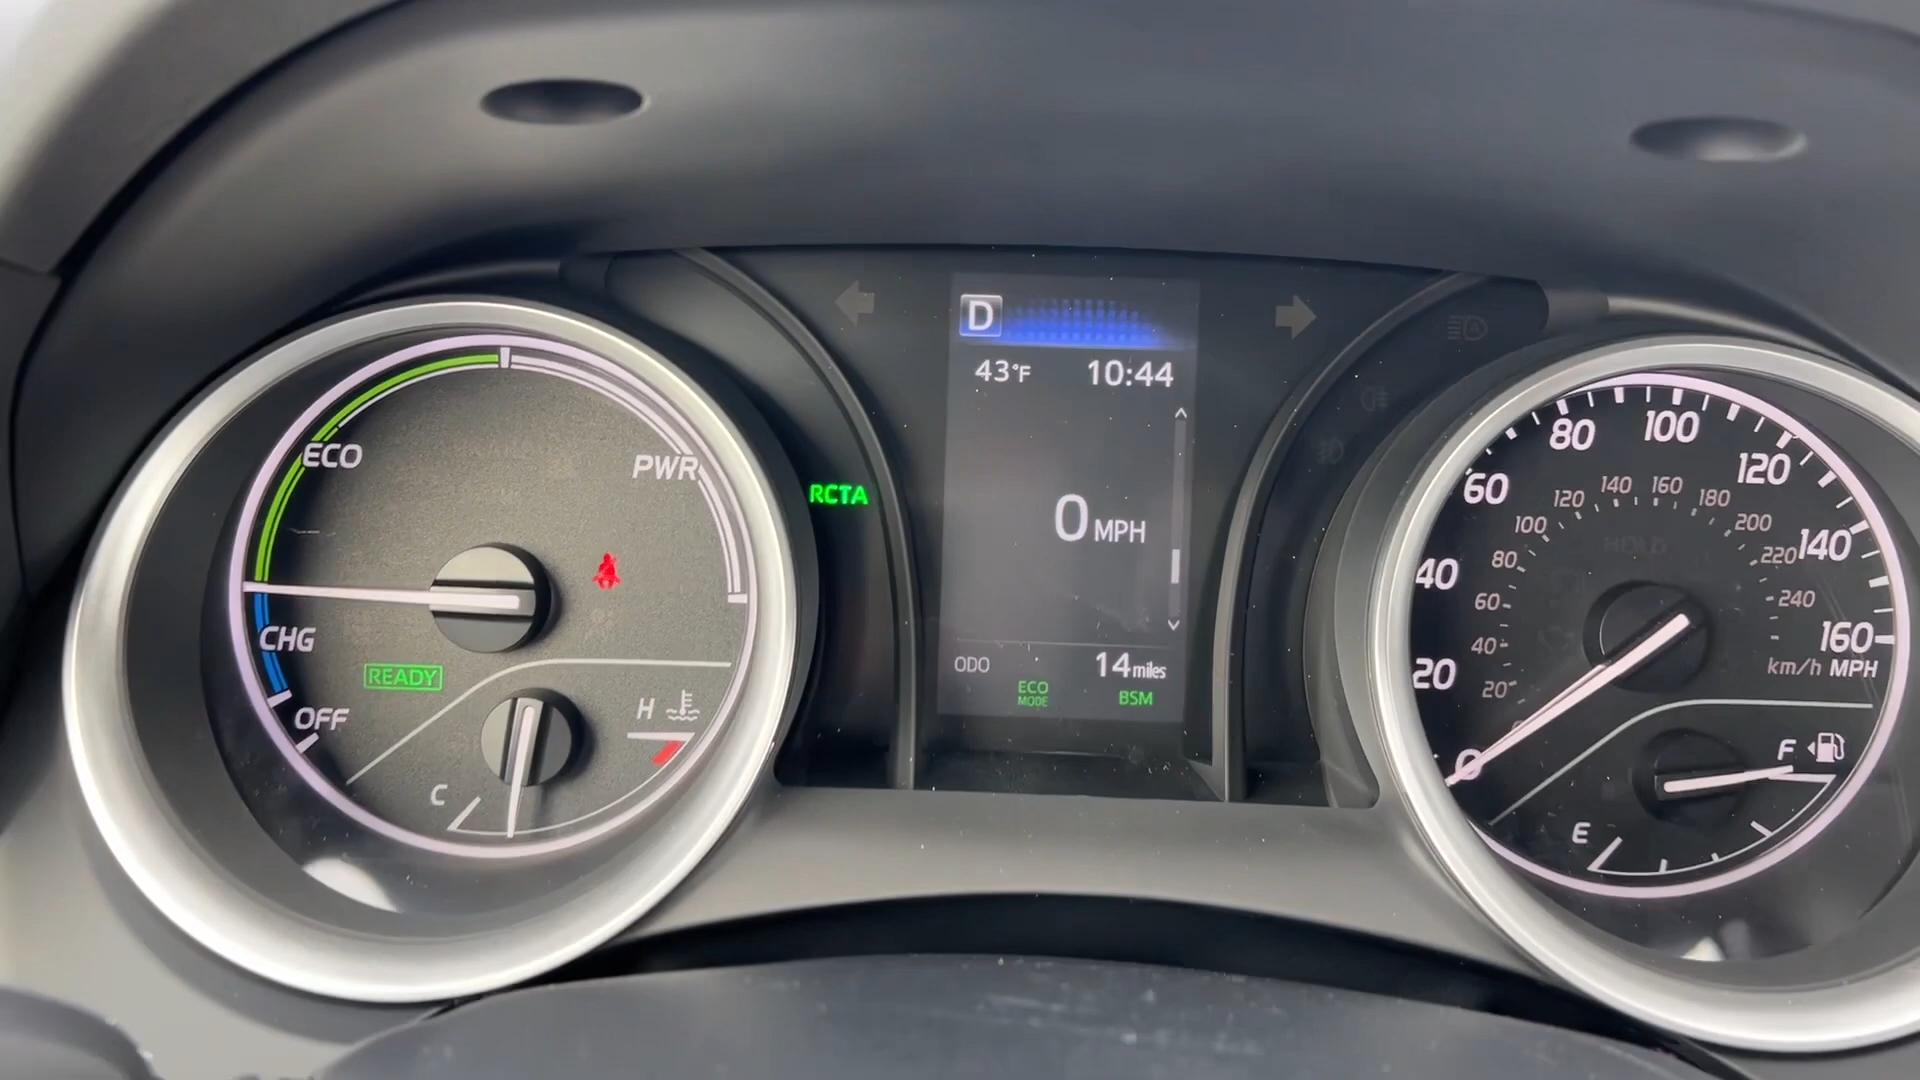 ECO
PWR
CHG
READY
OFF
H
C
RCTA
D
43°F 10:44
0 MPH
ODO 14 miles
ECO MODE
BSM
0
20
40
60
80
100
120
140
160
20
40
60
80
100
120
140
160
180
200
220
240
km/h MPH
F
E